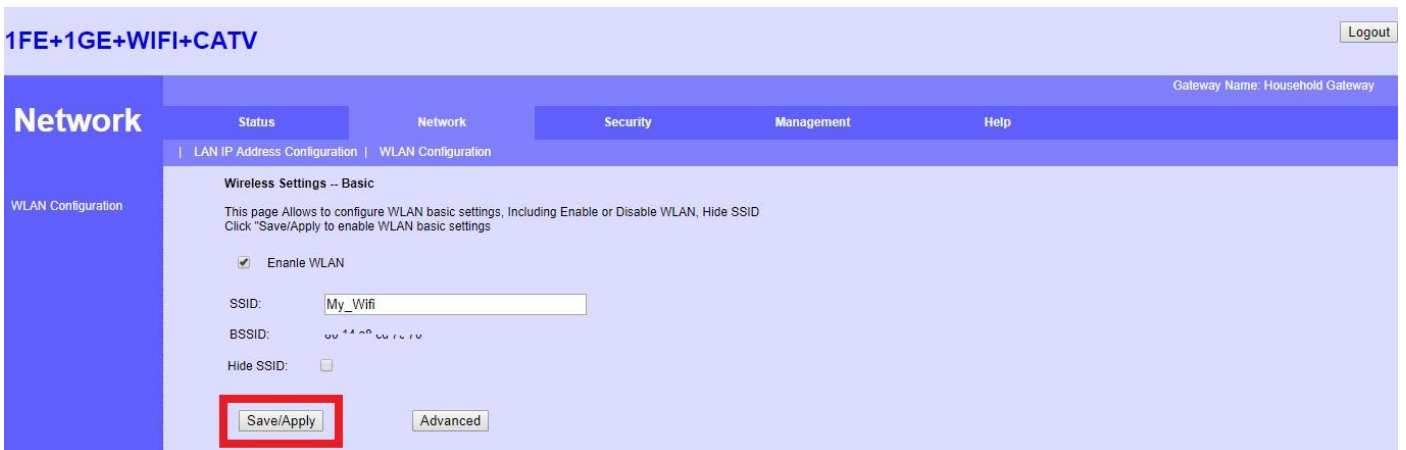 1FE+1GE+WIFI+CATV
Logout
Gateway Name: Household Gateway
Network
Status Network Security Management Help
| LAN IP Address Configuration | WLAN Configuration
WLAN Configuration
Wireless Settings -- Basic
This page Allows to configure WLAN basic settings, Including Enable or Disable WLAN, Hide SSID
Click "Save/Apply to enable WLAN basic settings
Enanle WLAN
SSID: My_Wifi
BSSID:
Hide SSID:
Save/Apply Advanced